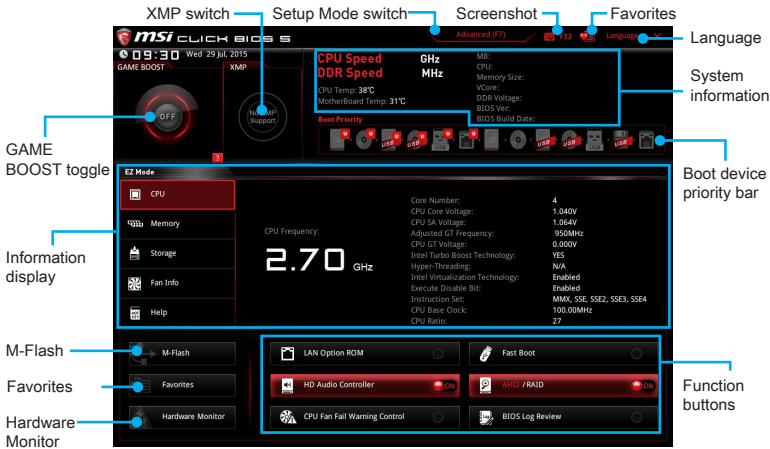 XMP switch
Setup Mode switch
Screenshot
Favorites
msi CLICK BIOS 5
Advanced (F7)
F12
Language
Language
09:30 Wed 29 Jul, 2015
GAME BOOST
XMP
OFF
No XMP
Support
?
CPU Speed GHz
DDR Speed MHz
CPU Temp: 38°C
MotherBoard Temp: 31°C
MB:
CPU:
Memory Size:
VCore:
DDR Voltage:
BIOS Ver:
BIOS Build Date:
System
information
Boot Priority
U U U U U U
USB USB USB USB USB USB USB
GAME
BOOST toggle
Boot device
priority bar
EZ Mode
CPU
Memory
Storage
Fan Info
Help
Information
display
CPU Frequency:
2.70 GHz
Core Number: 4
CPU Core Voltage: 1.040V
CPU SA Voltage: 1.064V
Adjusted GT Frequency: 950MHz
CPU GT Voltage: 0.000V
Intel Turbo Boost Technology: YES
Hyper-Threading: N/A
Intel Virtualization Technology: Enabled
Execute Disable Bit: Enabled
Instruction Set: MMX, SSE, SSE2, SSE3, SSE4
CPU Base Clock: 100.00MHz
CPU Ratio: 27
M-Flash
M-Flash
Favorites
Favorites
Hardware
Monitor
Hardware Monitor
LAN Option ROM
Fast Boot
HD Audio Controller ON
AHCI /RAID ON
CPU Fan Fail Warning Control
BIOS Log Review
Function
buttons